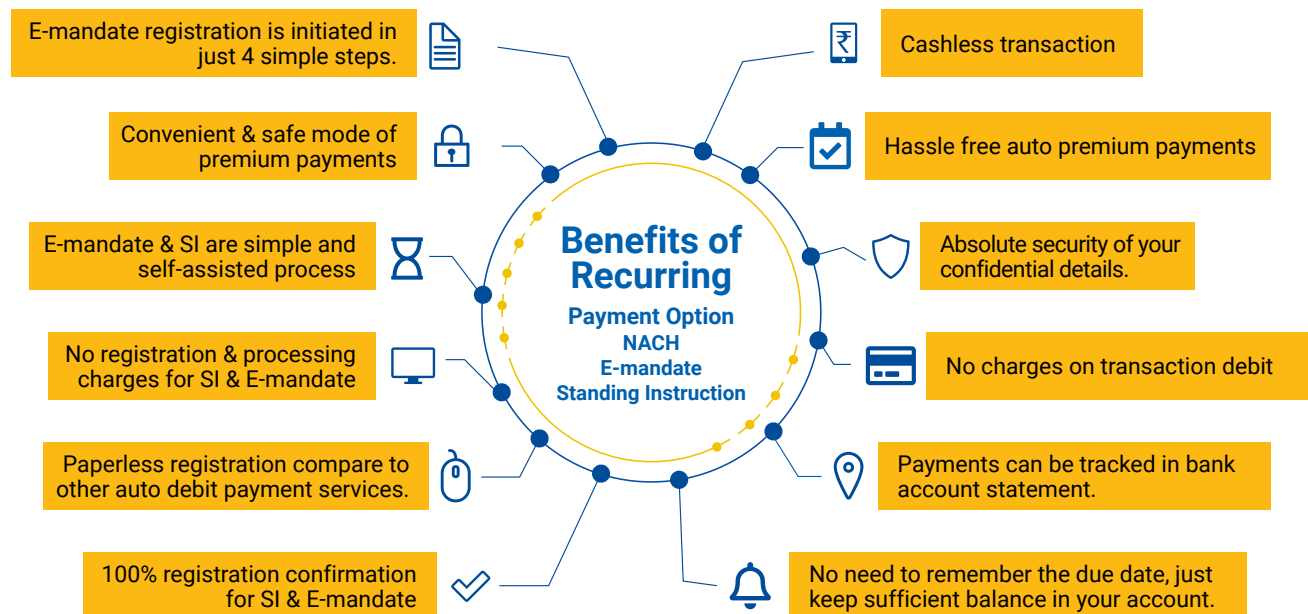 E-mandate registration is initiated in
just 4 simple steps.
Convenient & safe mode of
premium payments
E-mandate & SI are simple and
self-assisted process
No registration & processing
charges for SI & E-mandate
Paperless registration compare to
other auto debit payment services.
100% registration confirmation
for SI & E-mandate
Benefits of
Recurring
Payment Option
NACH
E-mandate
Standing Instruction
₹
Cashless transaction
Hassle free auto premium payments
Absolute security of your
confidential details.
No charges on transaction debit
Payments can be tracked in bank
account statement.
No need to remember the due date, just
keep sufficient balance in your account.